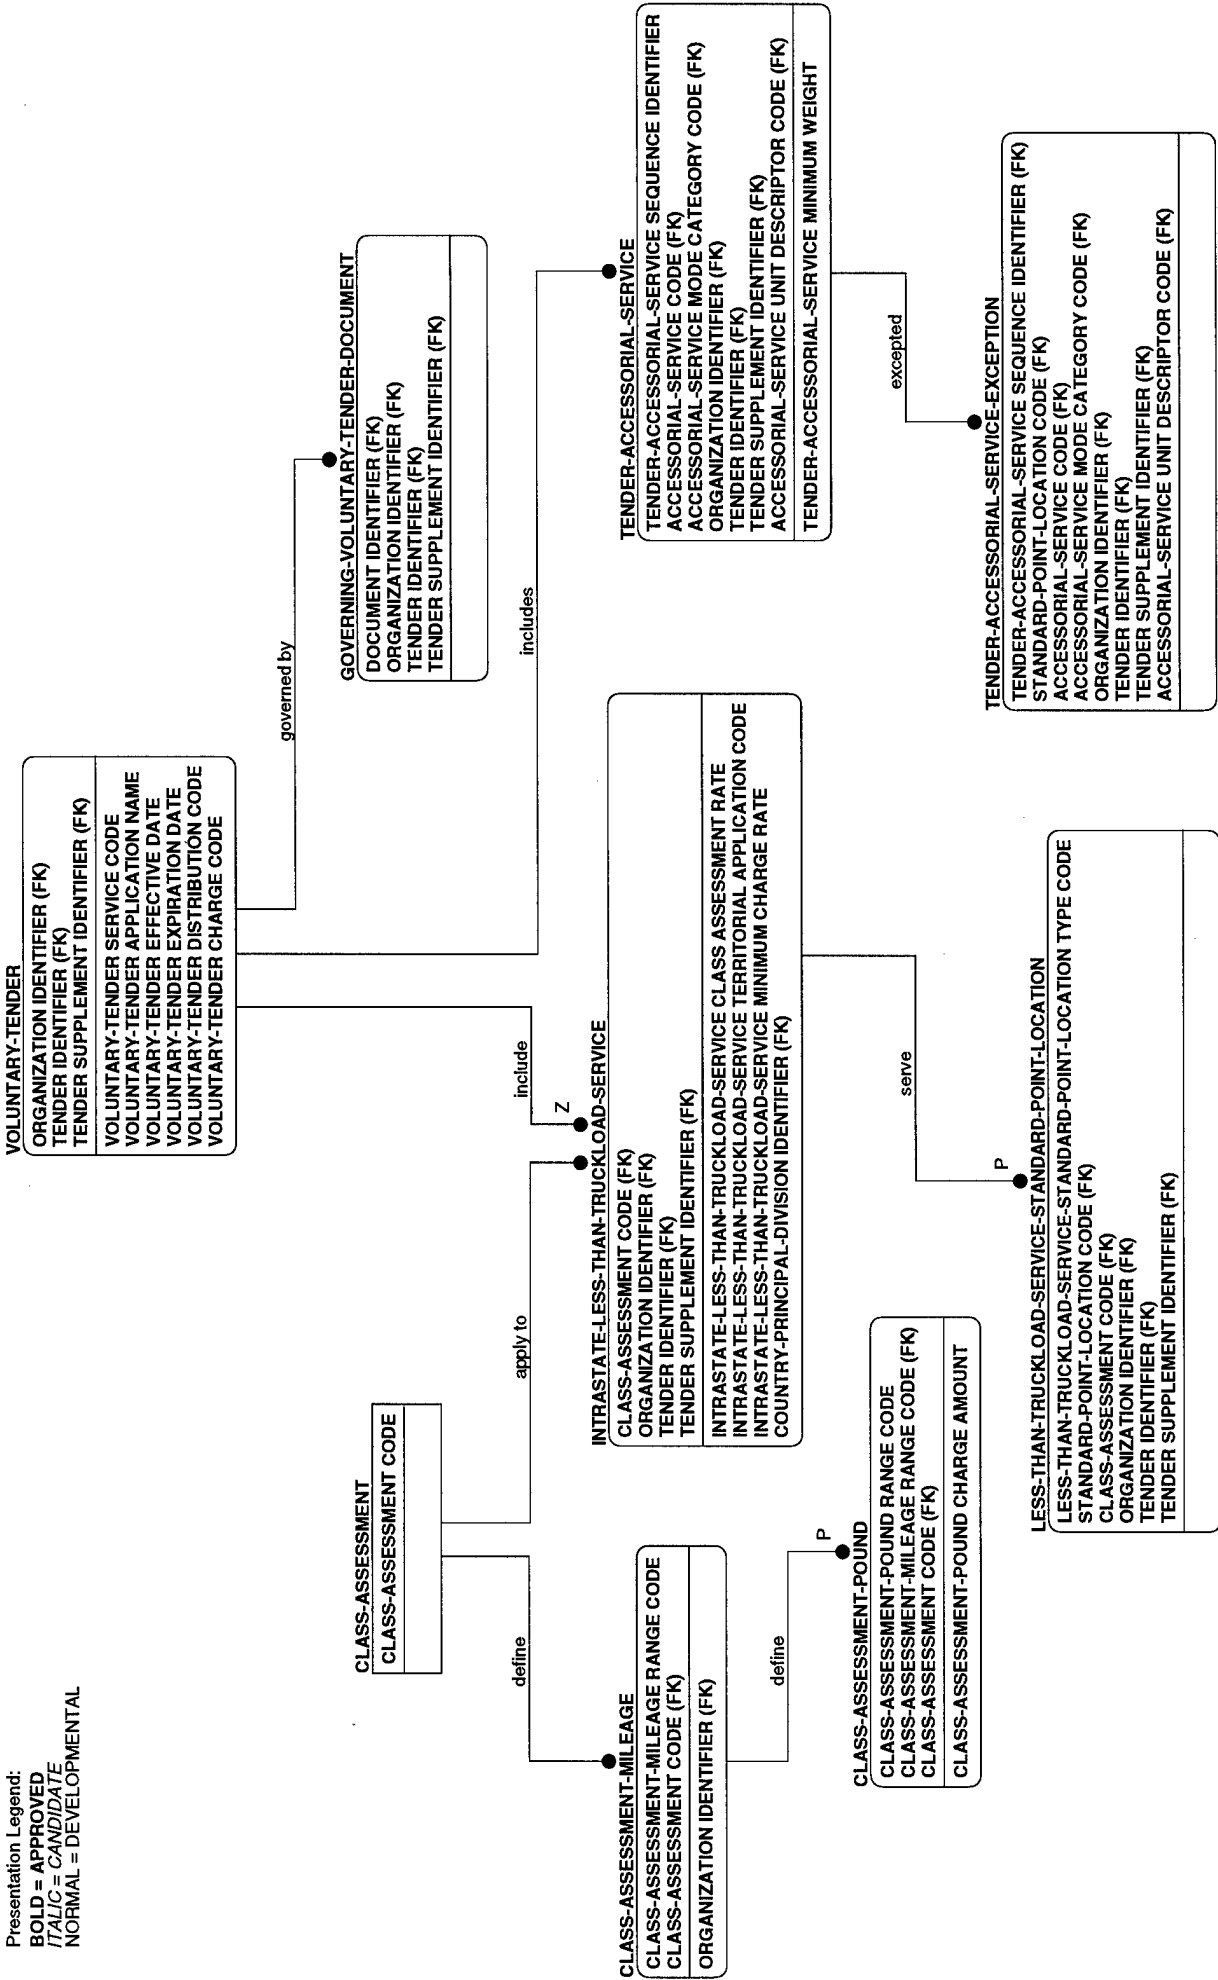 Presentation Legend:
BOLD = APPROVED
ITALIC = CANDIDATE
NORMAL = DEVELOPMENTAL
VOLUNTARY-TENDER
ORGANIZATION IDENTIFIER (FK)
TENDER IDENTIFIER (FK)
TENDER SUPPLEMENT IDENTIFIER (FK)
VOLUNTARY-TENDER SERVICE CODE
VOLUNTARY-TENDER APPLICATION NAME
VOLUNTARY-TENDER EFFECTIVE DATE
VOLUNTARY-TENDER EXPIRATION DATE
VOLUNTARY-TENDER DISTRIBUTION CODE
VOLUNTARY-TENDER CHARGE CODE
governed by
GOVERNING-VOLUNTARY-TENDER-DOCUMENT
DOCUMENT IDENTIFIER (FK)
ORGANIZATION IDENTIFIER (FK)
TENDER IDENTIFIER (FK)
TENDER SUPPLEMENT IDENTIFIER (FK)
CLASS-ASSESSMENT
CLASS-ASSESSMENT CODE
define
apply to
include
Z
includes
CLASS-ASSESSMENT-MILEAGE
CLASS-ASSESSMENT-MILEAGE RANGE CODE
CLASS-ASSESSMENT CODE (FK)
ORGANIZATION IDENTIFIER (FK)
INTRASTATE-LESS-THAN-TRUCKLOAD-SERVICE
CLASS-ASSESSMENT CODE (FK)
ORGANIZATION IDENTIFIER (FK)
TENDER IDENTIFIER (FK)
TENDER SUPPLEMENT IDENTIFIER (FK)
INTRASTATE-LESS-THAN-TRUCKLOAD-SERVICE CLASS ASSESSMENT RATE
INTRASTATE-LESS-THAN-TRUCKLOAD-SERVICE TERRITORIAL APPLICATION CODE
INTRASTATE-LESS-THAN-TRUCKLOAD-SERVICE MINIMUM CHARGE RATE
COUNTRY-PRINCIPAL-DIVISION IDENTIFIER (FK)
TENDER-ACCESSORIAL-SERVICE
TENDER-ACCESSORIAL-SERVICE SEQUENCE IDENTIFIER
ACCESSORIAL-SERVICE CODE (FK)
ACCESSORIAL-SERVICE MODE CATEGORY CODE (FK)
ORGANIZATION IDENTIFIER (FK)
TENDER IDENTIFIER (FK)
TENDER SUPPLEMENT IDENTIFIER (FK)
ACCESSORIAL-SERVICE UNIT DESCRIPTOR CODE (FK)
TENDER-ACCESSORIAL-SERVICE MINIMUM WEIGHT
define
P
serve
P
excepted
CLASS-ASSESSMENT-POUND
CLASS-ASSESSMENT-POUND RANGE CODE
CLASS-ASSESSMENT-MILEAGE RANGE CODE (FK)
CLASS-ASSESSMENT CODE (FK)
CLASS-ASSESSMENT-POUND CHARGE AMOUNT
LESS-THAN-TRUCKLOAD-SERVICE-STANDARD-POINT-LOCATION
LESS-THAN-TRUCKLOAD-SERVICE-STANDARD-POINT-LOCATION TYPE CODE
STANDARD-POINT-LOCATION CODE (FK)
CLASS-ASSESSMENT CODE (FK)
ORGANIZATION IDENTIFIER (FK)
TENDER IDENTIFIER (FK)
TENDER SUPPLEMENT IDENTIFIER (FK)
TENDER-ACCESSORIAL-SERVICE-EXCEPTION
TENDER-ACCESSORIAL-SERVICE SEQUENCE IDENTIFIER (FK)
STANDARD-POINT-LOCATION CODE (FK)
ACCESSORIAL-SERVICE CODE (FK)
ACCESSORIAL-SERVICE MODE CATEGORY CODE (FK)
ORGANIZATION IDENTIFIER (FK)
TENDER IDENTIFIER (FK)
TENDER SUPPLEMENT IDENTIFIER (FK)
ACCESSORIAL-SERVICE UNIT DESCRIPTOR CODE (FK)